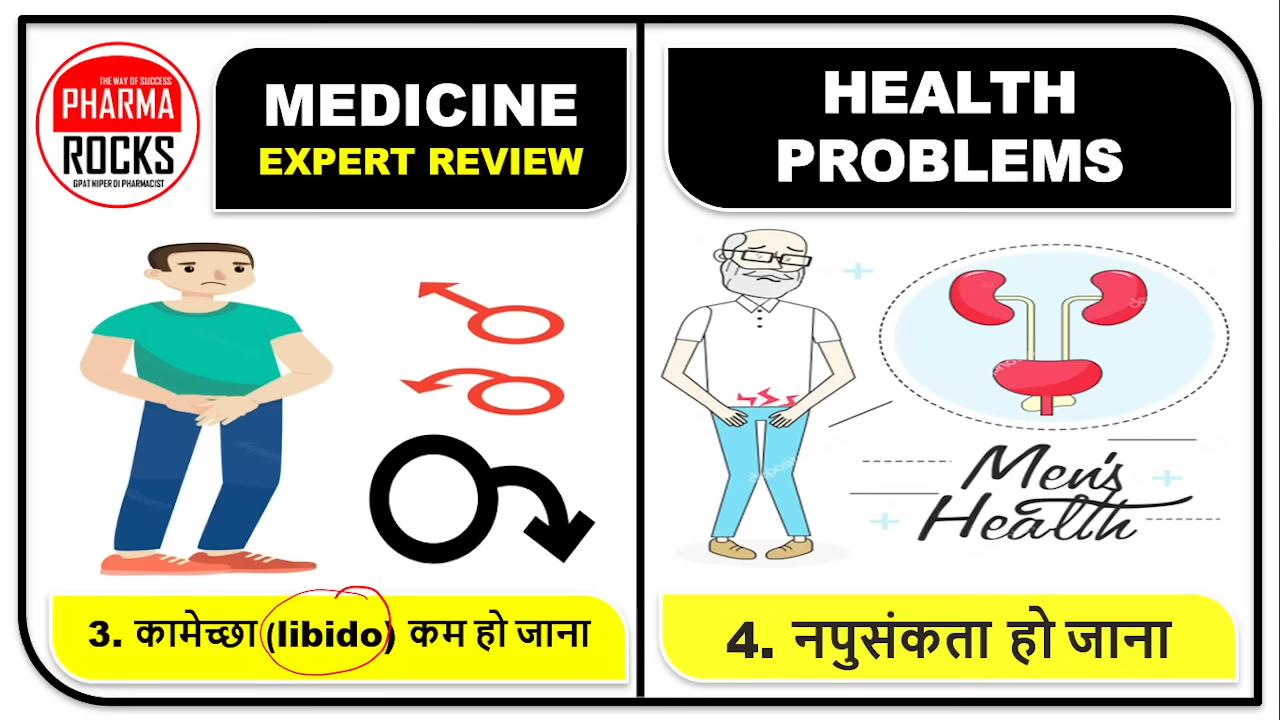 THE WAY OF SUCCESS
PHARMA
ROCKS
GPAT NIPER DI PHARMACIST
MEDICINE
EXPERT REVIEW
HEALTH
PROBLEMS
Men's
Health
3. कामेच्छा (libido) कम हो जाना
4. नपुसंकता हो जाना